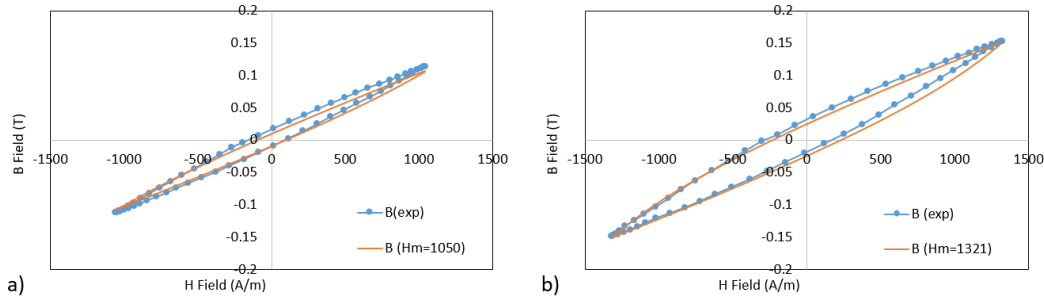 0.2
0.15
0.1
0.05
0
-0.05
-0.1
-0.15
-0.2
-1500 -1000 -500 0 500 1000 1500
B Field (T)
H Field (A/m)
B(exp)
B (Hm=1050)
a)
0.2
0.15
0.1
0.05
0
-0.05
-0.1
-0.15
-0.2
-1500 -1000 -500 0 500 1000 1500
B Field (T)
H Field (A/m)
B (exp)
B (Hm=1321)
b)